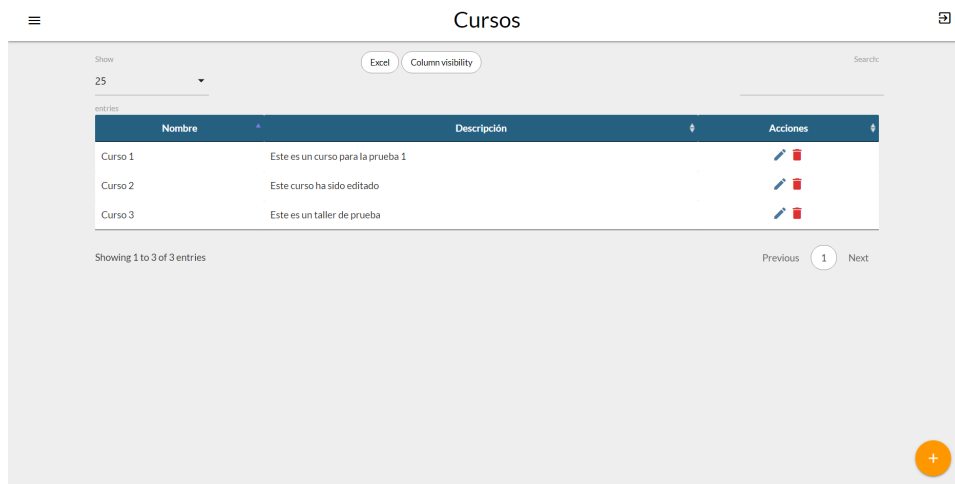 Cursos
Show
25
entries
Excel
Column visibility
Search:
Nombre Descripción Acciones
Curso 1 Este es un curso para la prueba 1
Curso 2 Este curso ha sido editado
Curso 3 Este es un taller de prueba
Showing 1 to 3 of 3 entries
Previous 1 Next